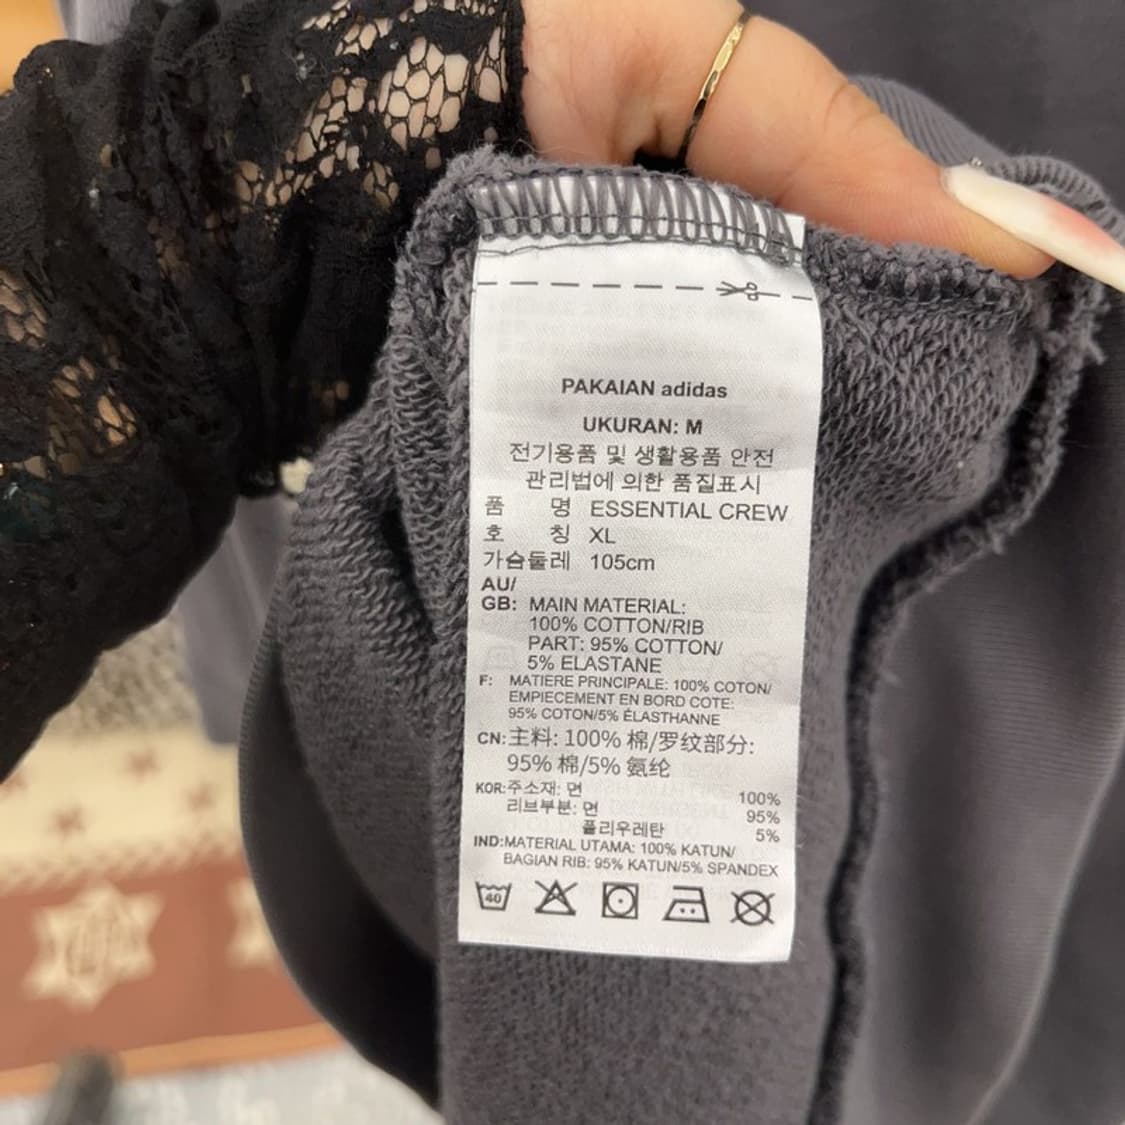 PAKAIAN adidas
UKURAN: M
전기용품 및 생활용품 안전
관리법에 의한 품질표시
품 명 ESSENTIAL CREW
호 칭 XL
가슴둘레 105cm
AU/
GB: MAIN MATERIAL:
100% COTTON/RIB
PART: 95% COTTON/
5% ELASTANE
F: MATIERE PRINCIPALE: 100% COTON/
EMPIECEMENT EN BORD COTE:
95% COTON/5% ÉLASTHANNE
CN: 主料: 100% 棉/罗纹部分:
95% 棉/5% 氨纶
KOR: 주소재: 면 100%
리브부분: 면 95%
폴리우레탄 5%
IND: MATERIAL UTAMA: 100% KATUN/
BAGIAN RIB: 95% KATUN/5% SPANDEX
40